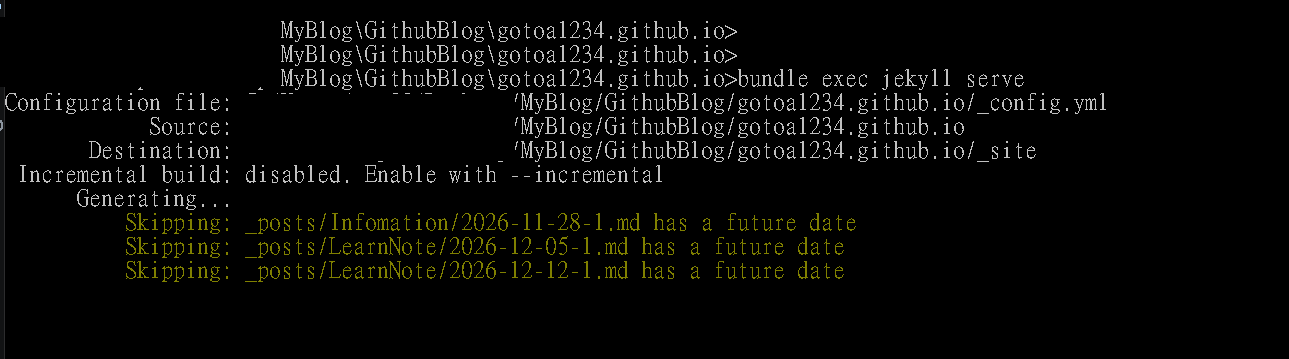 MyBlog\GithubBlog\gotoa1234.github.io>
MyBlog\GithubBlog\gotoa1234.github.io>
MyBlog\GithubBlog\gotoa1234.github.io>bundle exec jekyll serve
Configuration file: 'MyBlog/GithubBlog/gotoa1234.github.io/_config.yml
Source: 'MyBlog/GithubBlog/gotoa1234.github.io
Destination: 'MyBlog/GithubBlog/gotoa1234.github.io/_site
Incremental build: disabled. Enable with --incremental
Generating...
Skipping: _posts/Infomation/2026-11-28-1.md has a future date
Skipping: _posts/LearnNote/2026-12-05-1.md has a future date
Skipping: _posts/LearnNote/2026-12-12-1.md has a future date